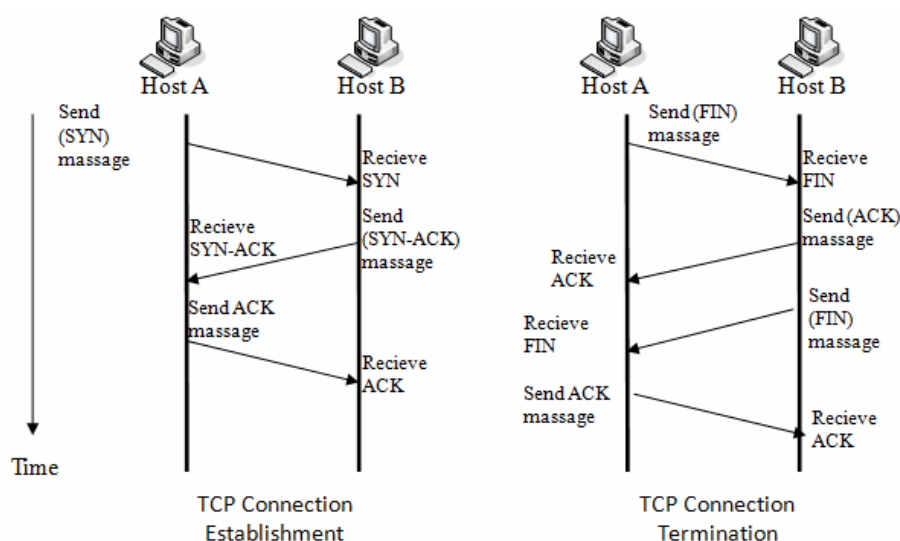 Host A
Host B
Send
(SYN)
massage
Recieve
SYN
Send
(SYN-ACK)
massage
Recieve
SYN-ACK
Send ACK
massage
Recieve
ACK
Time
TCP Connection
Establishment
Host A
Host B
Send (FIN)
massage
Recieve
FIN
Send (ACK)
massage
Recieve
ACK
Send
(FIN)
massage
Recieve
FIN
Send ACK
massage
Recieve
ACK
TCP Connection
Termination